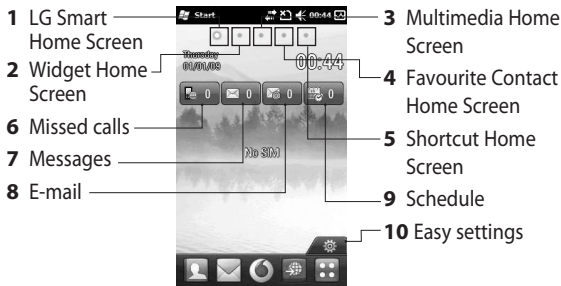 1 LG Smart
Home Screen
2 Widget Home
Screen
6 Missed calls
7 Messages
8 E-mail
Start
00:44
Thursday
01/01/09
00:44
0
0
0
0
No SIM
3 Multimedia Home
Screen
4 Favourite Contact
Home Screen
5 Shortcut Home
Screen
9 Schedule
10 Easy settings